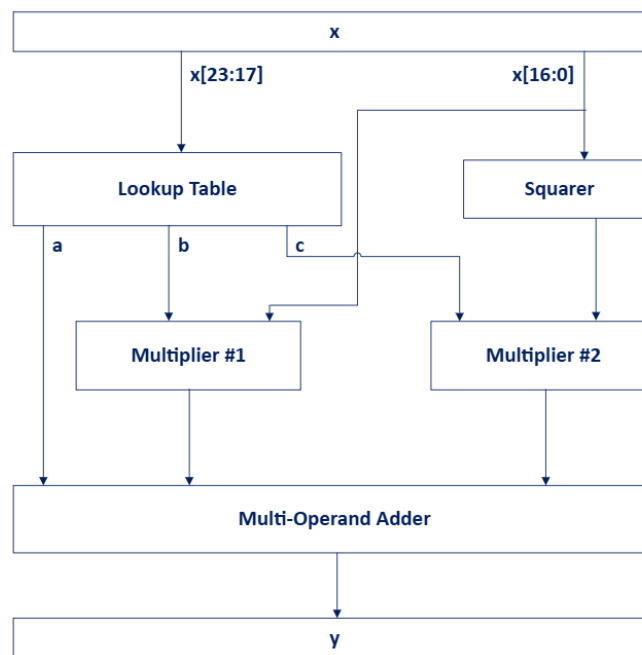 x
x[23:17]
x[16:0]
Lookup Table
Squarer
a
b
c
Multiplier #1
Multiplier #2
Multi-Operand Adder
y